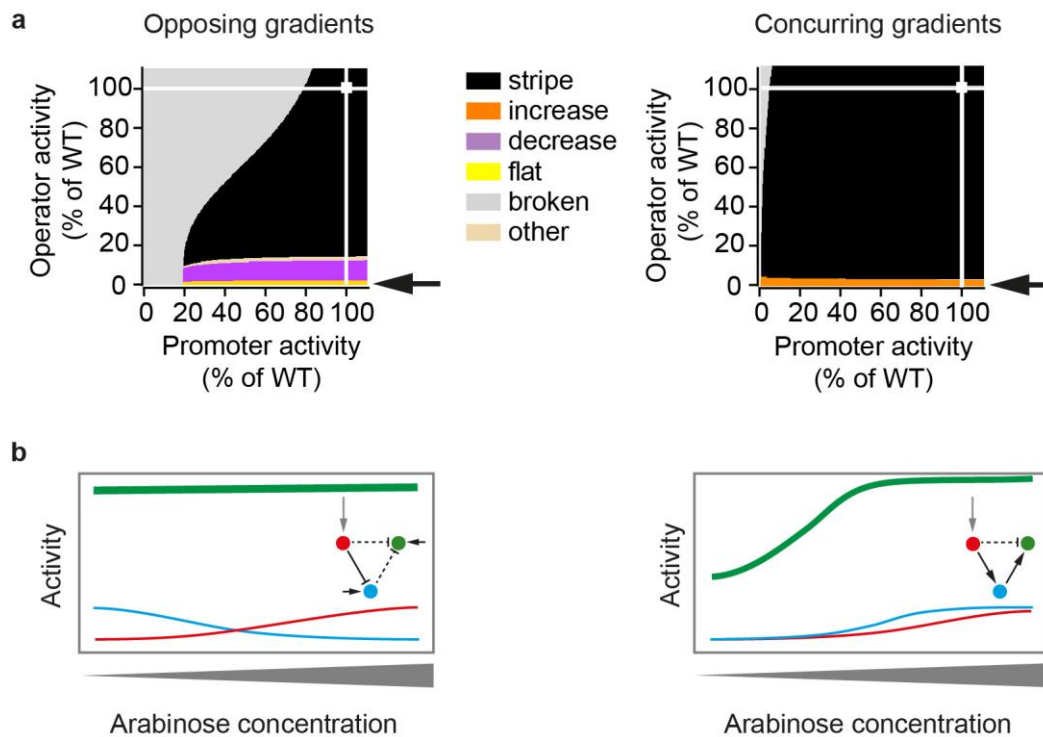 a
Opposing gradients
Concurring gradients
Operator activity
(% of WT)
100
80
60
40
20
0
0 20 40 60 80 100
Promoter activity
(% of WT)
stripe
increase
decrease
flat
broken
other
Operator activity
(% of WT)
100
80
60
40
20
0
0 20 40 60 80 100
Promoter activity
(% of WT)
b
Activity
Arabinose concentration
Activity
Arabinose concentration